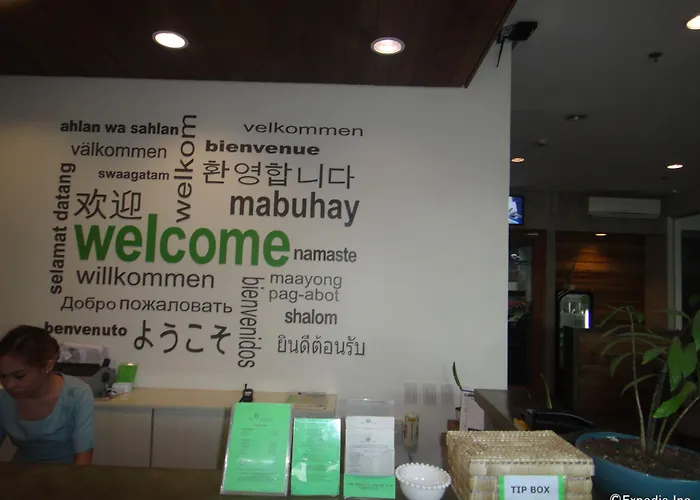 ahlan wa sahlan
velkommen
välkommen
bienvenue
swaagatam
welkom
환영합니다
selamat datang
欢迎
mabuhay
welcome
namaste
willkommen
bienvenidos
maayong
pag-abot
Добро пожаловать
shalom
benvenuto
ようこそ
ยินดีต้อนรับ
TIP BOX
©Expedia Inc